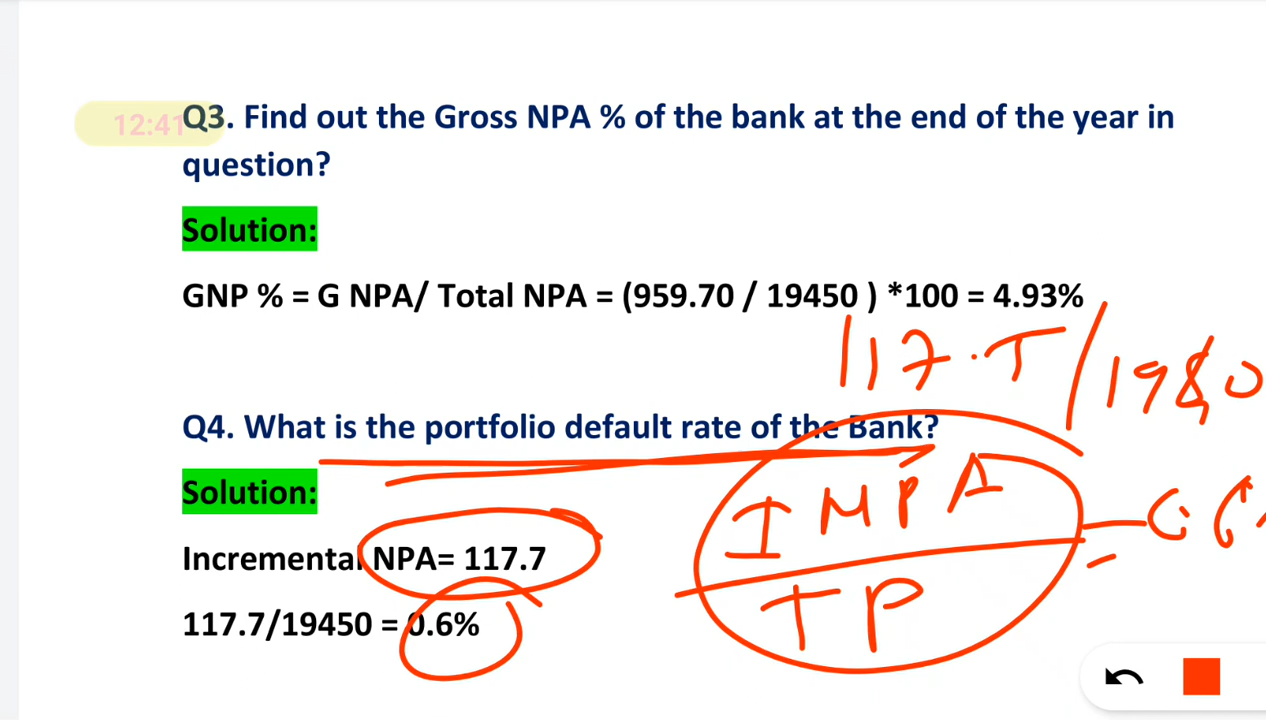 12:41
Q3. Find out the Gross NPA % of the bank at the end of the year in
question?
Solution:
GNP % = G NPA/ Total NPA = (959.70 / 19450 ) *100 = 4.93%
117.T/1980
Q4. What is the portfolio default rate of the Bank?
Solution:
INPA
Incremental NPA= 117.7
TP
117.7/19450 = 0.6%